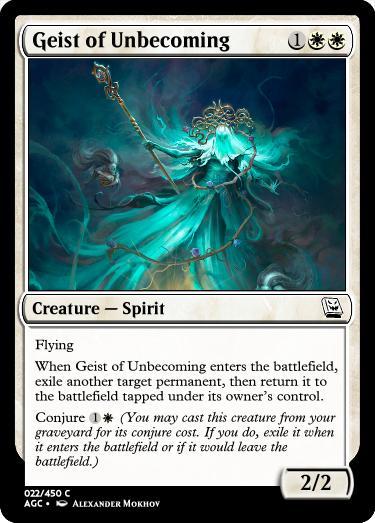 Geist of Unbecoming 1
Creature — Spirit
Flying
When Geist of Unbecoming enters the battlefield,
exile another target permanent, then return it to
the battlefield tapped under its owner's control.
Conjure 1 (You may cast this creature from your
graveyard for its conjure cost. If you do, exile it when
it enters the battlefield or if it would leave the
battlefield.)
2/2
022/450 C
AGC • Alexander Mokhov